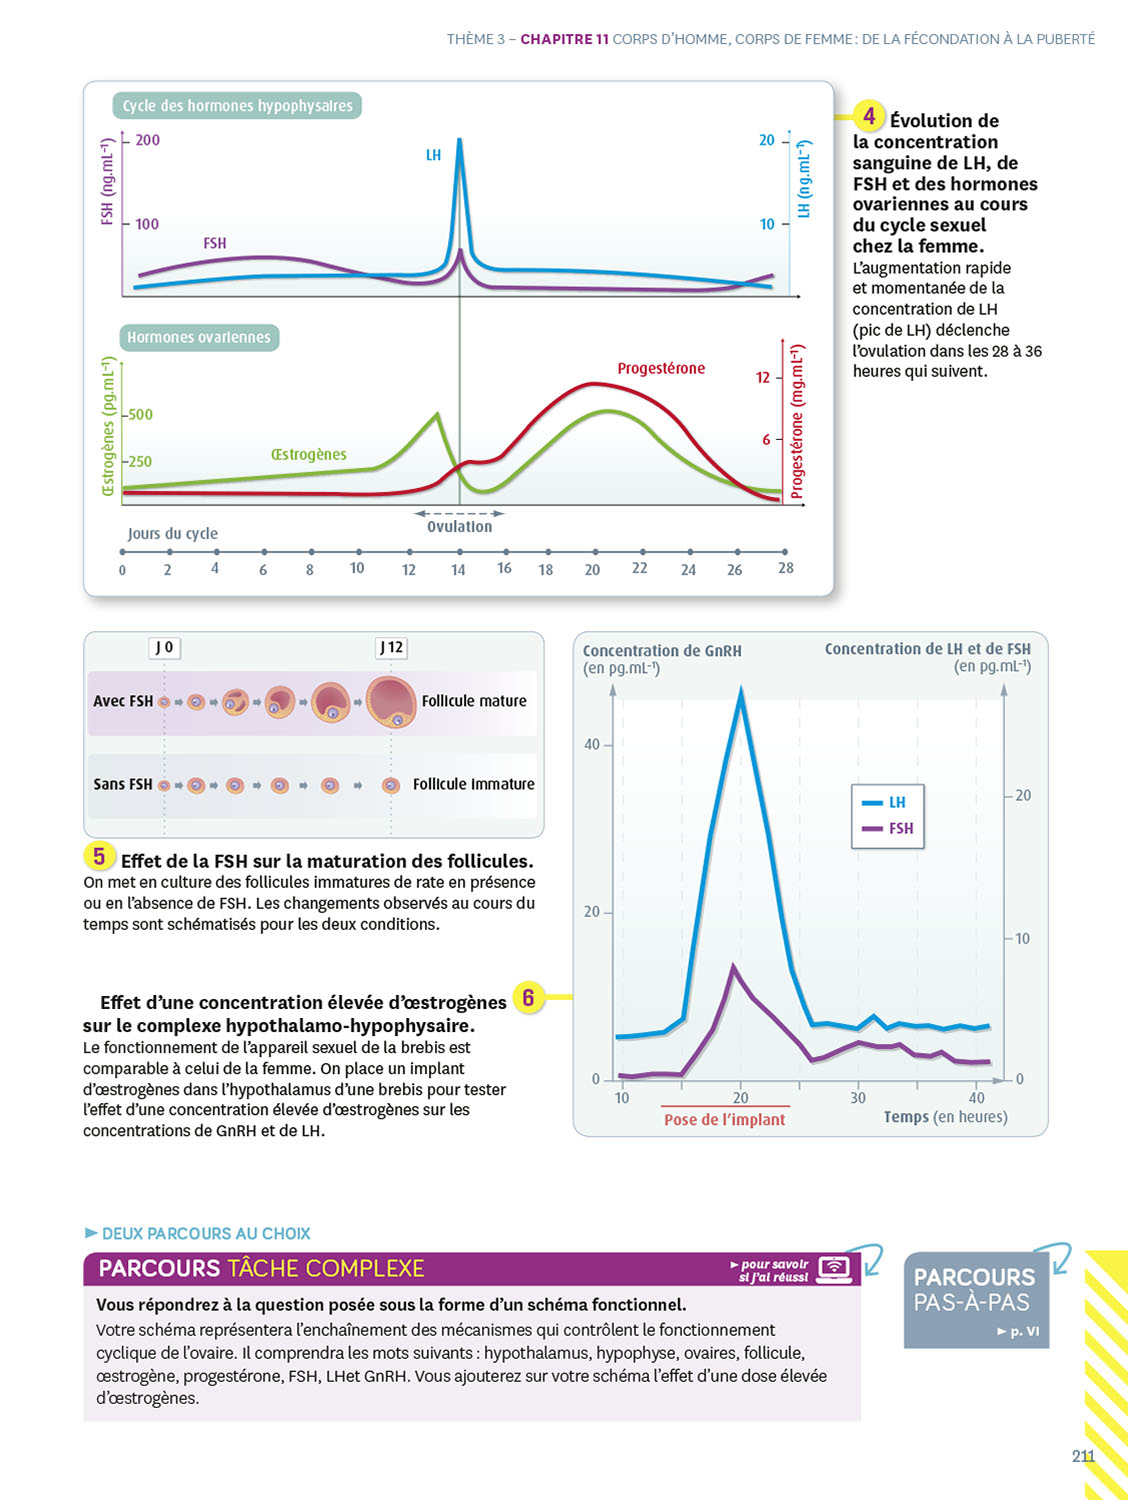 THÈME 3 – CHAPITRE 11 CORPS D'HOMME, CORPS DE FEMME : DE LA FÉCONDATION À LA PUBERTÉ
Cycle des hormones hypophysaires
FSH (ng.mL⁻¹)
200
100
LH
FSH
20
10
LH (ng.mL⁻¹)
Hormones ovariennes
Œstrogènes (pg.mL⁻¹)
500
250
Œstrogènes
Progestérone
12
6
Progestérone (mg.mL⁻¹)
Ovulation
Jours du cycle
0 2 4 6 8 10 12 14 16 18 20 22 24 26 28
4 Évolution de
la concentration
sanguine de LH, de
FSH et des hormones
ovariennes au cours
du cycle sexuel
chez la femme.
L'augmentation rapide
et momentanée de la
concentration de LH
(pic de LH) déclenche
l'ovulation dans les 28 à 36
heures qui suivent.
J 0
J 12
Avec FSH
Follicule mature
Sans FSH
Follicule immature
5 Effet de la FSH sur la maturation des follicules.
On met en culture des follicules immatures de rate en présence
ou en l'absence de FSH. Les changements observés au cours du
temps sont schématisés pour les deux conditions.
Effet d'une concentration élevée d'œstrogènes 6
sur le complexe hypothalamo-hypophysaire.
Le fonctionnement de l'appareil sexuel de la brebis est
comparable à celui de la femme. On place un implant
d'œstrogènes dans l'hypothalamus d'une brebis pour tester
l'effet d'une concentration élevée d'œstrogènes sur les
concentrations de GnRH et de LH.
Concentration de GnRH
(en pg.mL⁻¹)
Concentration de LH et de FSH
(en pg.mL⁻¹)
40
20
0
20
10
0
LH
FSH
10 20 30 40
Pose de l'implant
Temps (en heures)
► DEUX PARCOURS AU CHOIX
PARCOURS TÂCHE COMPLEXE
► pour savoir
si j'ai réussi
Vous répondrez à la question posée sous la forme d'un schéma fonctionnel.
Votre schéma représentera l'enchaînement des mécanismes qui contrôlent le fonctionnement
cyclique de l'ovaire. Il comprendra les mots suivants : hypothalamus, hypophyse, ovaires, follicule,
œstrogène, progestérone, FSH, LHet GnRH. Vous ajouterez sur votre schéma l'effet d'une dose élevée
d'œstrogènes.
PARCOURS
PAS-À-PAS
► p. VI
211